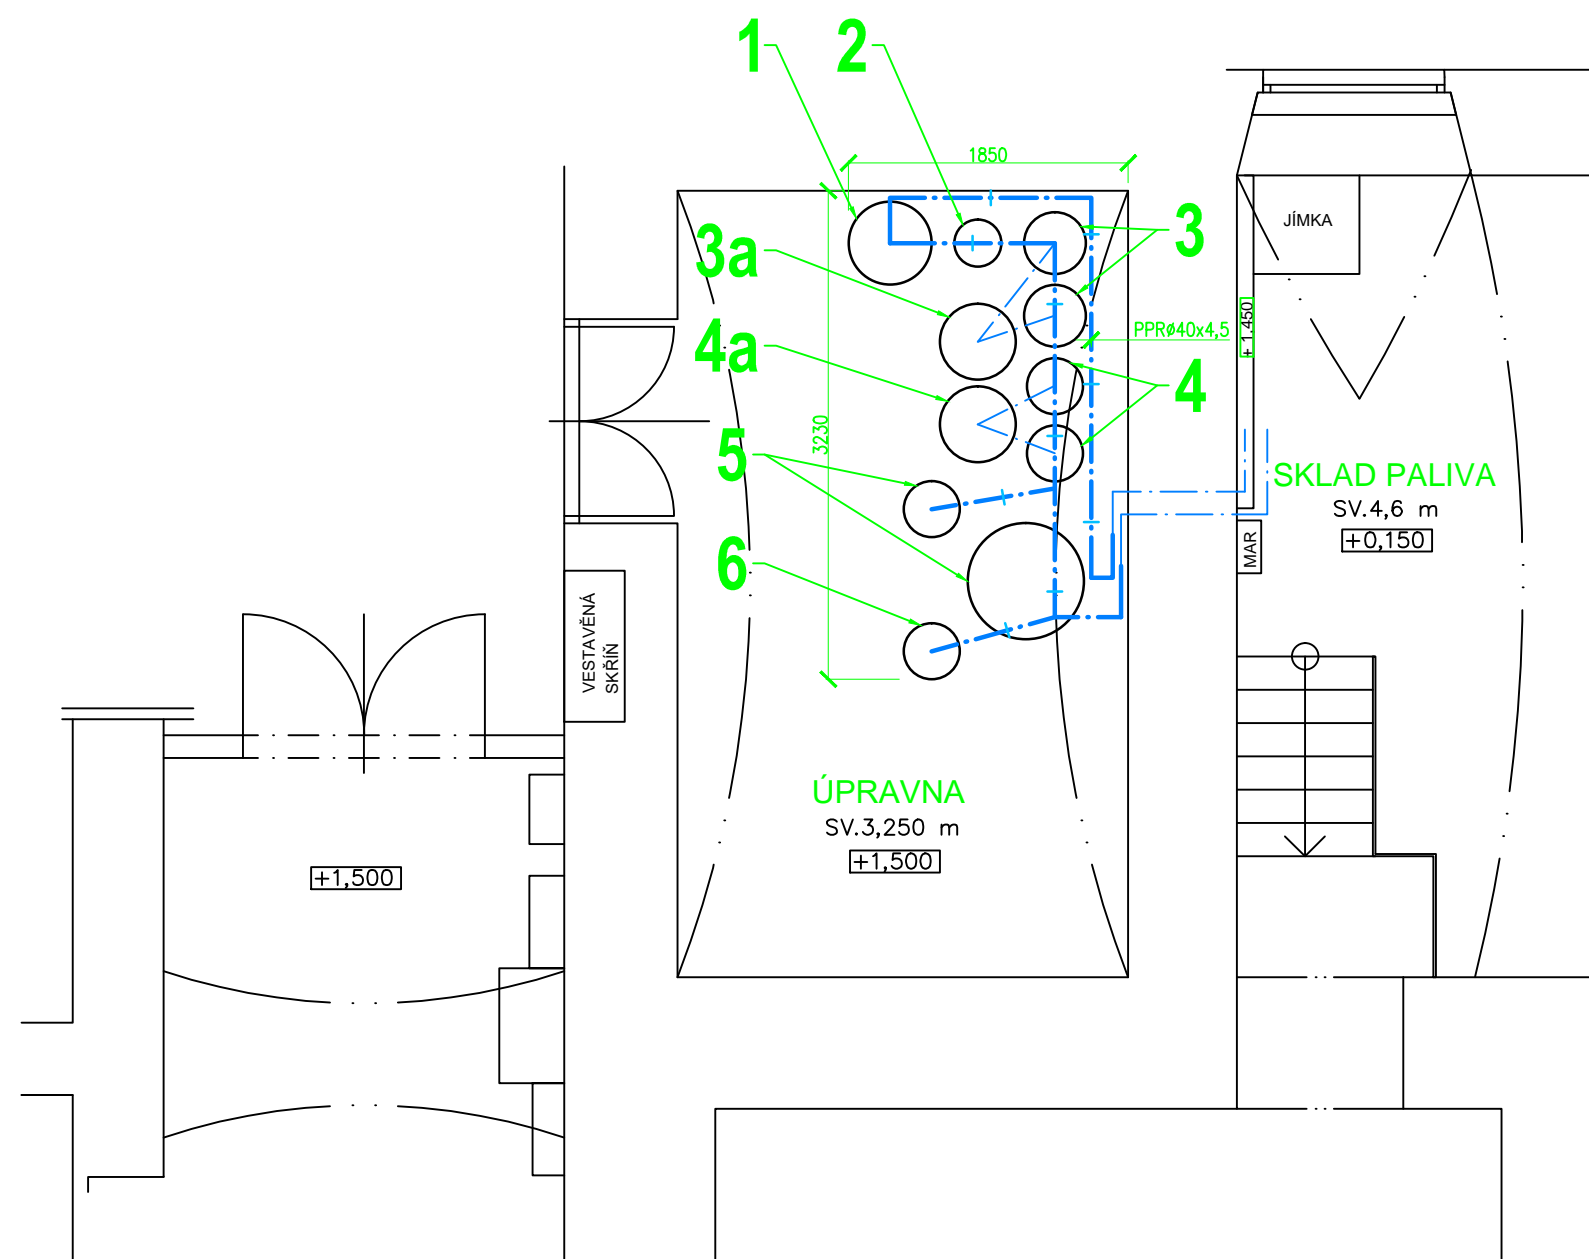 1
2
1850
3
3a
JÍMKA
+ 1.450
PPRø40x4,5
4a
4
3230
5
SKLAD PALIVA
SV.4,6 m
+0,150
MAR
6
VESTAVĚNÁ
SKŘÍŇ
ÚPRAVNA
SV.3,250 m
+1,500
+1,500